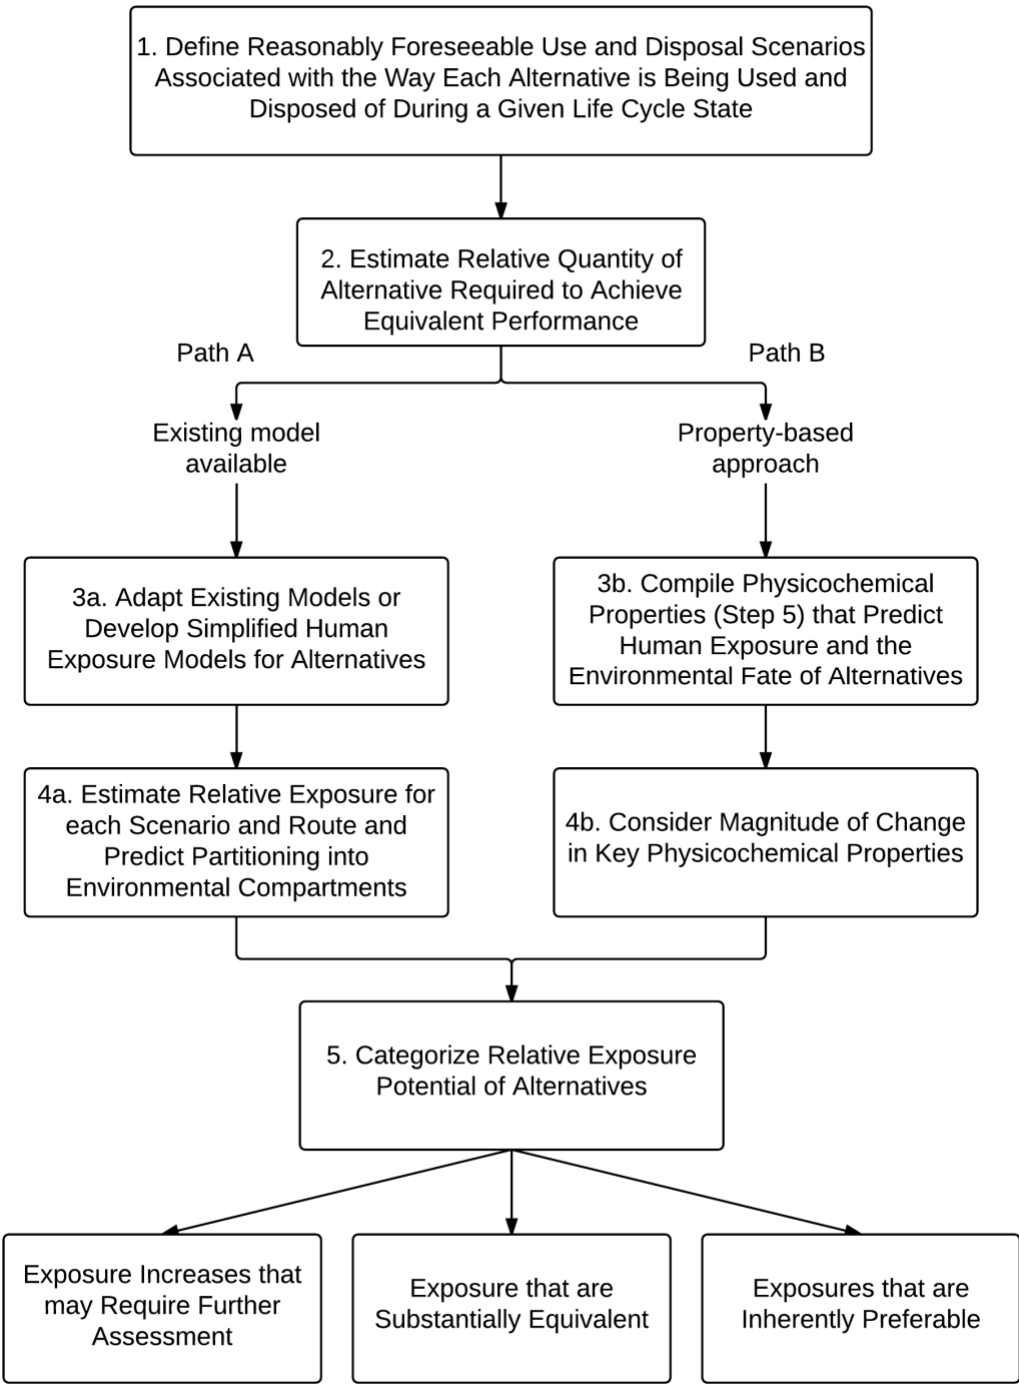 1. Define Reasonably Foreseeable Use and Disposal Scenarios
Associated with the Way Each Alternative is Being Used and
Disposed of During a Given Life Cycle State
2. Estimate Relative Quantity of
Alternative Required to Achieve
Equivalent Performance
Path A
Path B
Existing model
available
Property-based
approach
3a. Adapt Existing Models or
Develop Simplified Human
Exposure Models for Alternatives
3b. Compile Physicochemical
Properties (Step 5) that Predict
Human Exposure and the
Environmental Fate of Alternatives
4a. Estimate Relative Exposure for
each Scenario and Route and
Predict Partitioning into
Environmental Compartments
4b. Consider Magnitude of Change
in Key Physicochemical Properties
5. Categorize Relative Exposure
Potential of Alternatives
Exposure Increases that
may Require Further
Assessment
Exposure that are
Substantially Equivalent
Exposures that are
Inherently Preferable